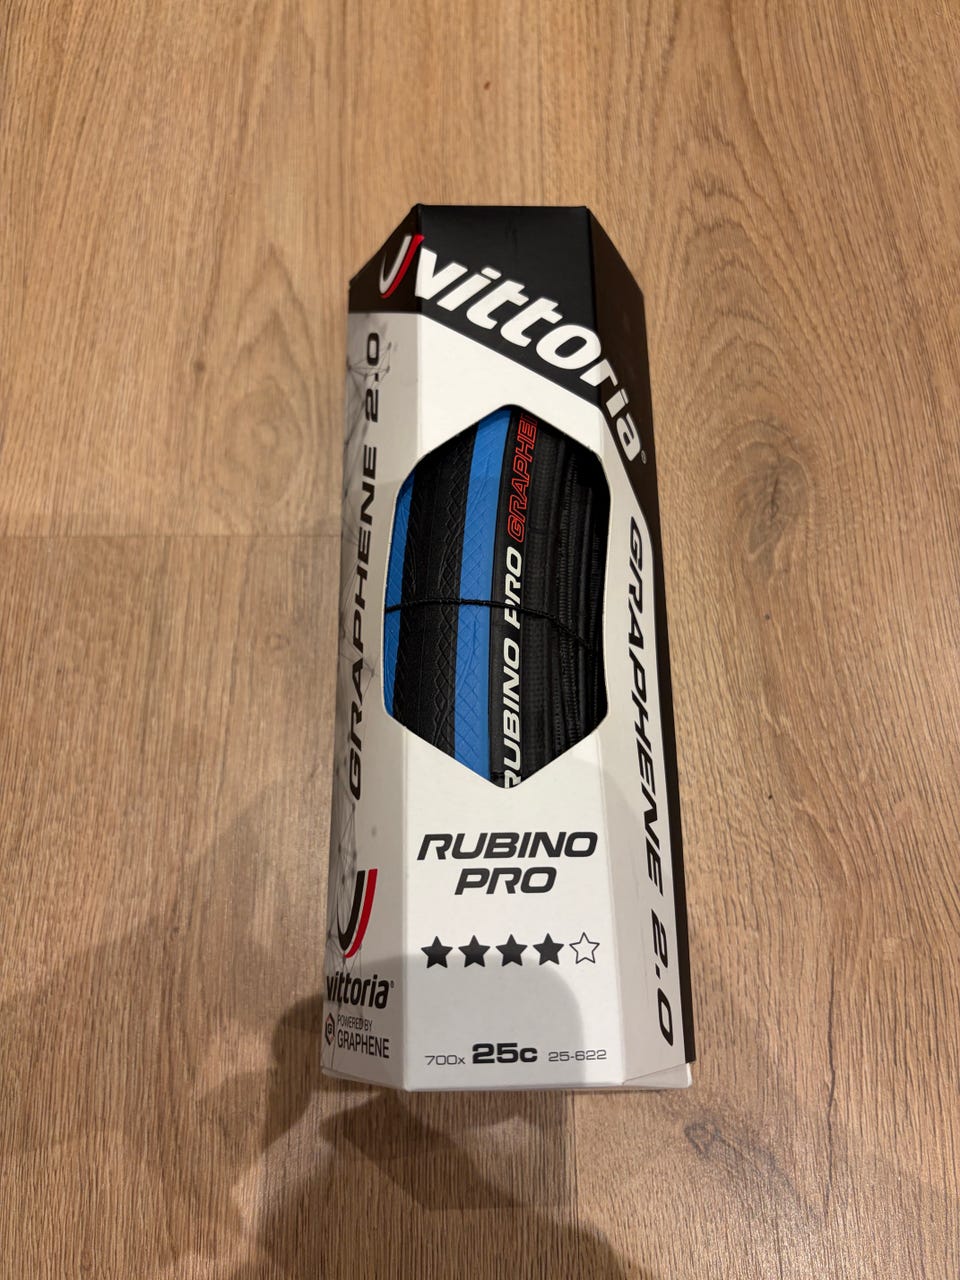 vittoria®
GRAPHENE 2.0
RUBINO PRO GRAPHE
GRAPHENE 2.0
RUBINO
PRO
vittoria®
G POWERED BY
GRAPHENE
700x 25c 25-622